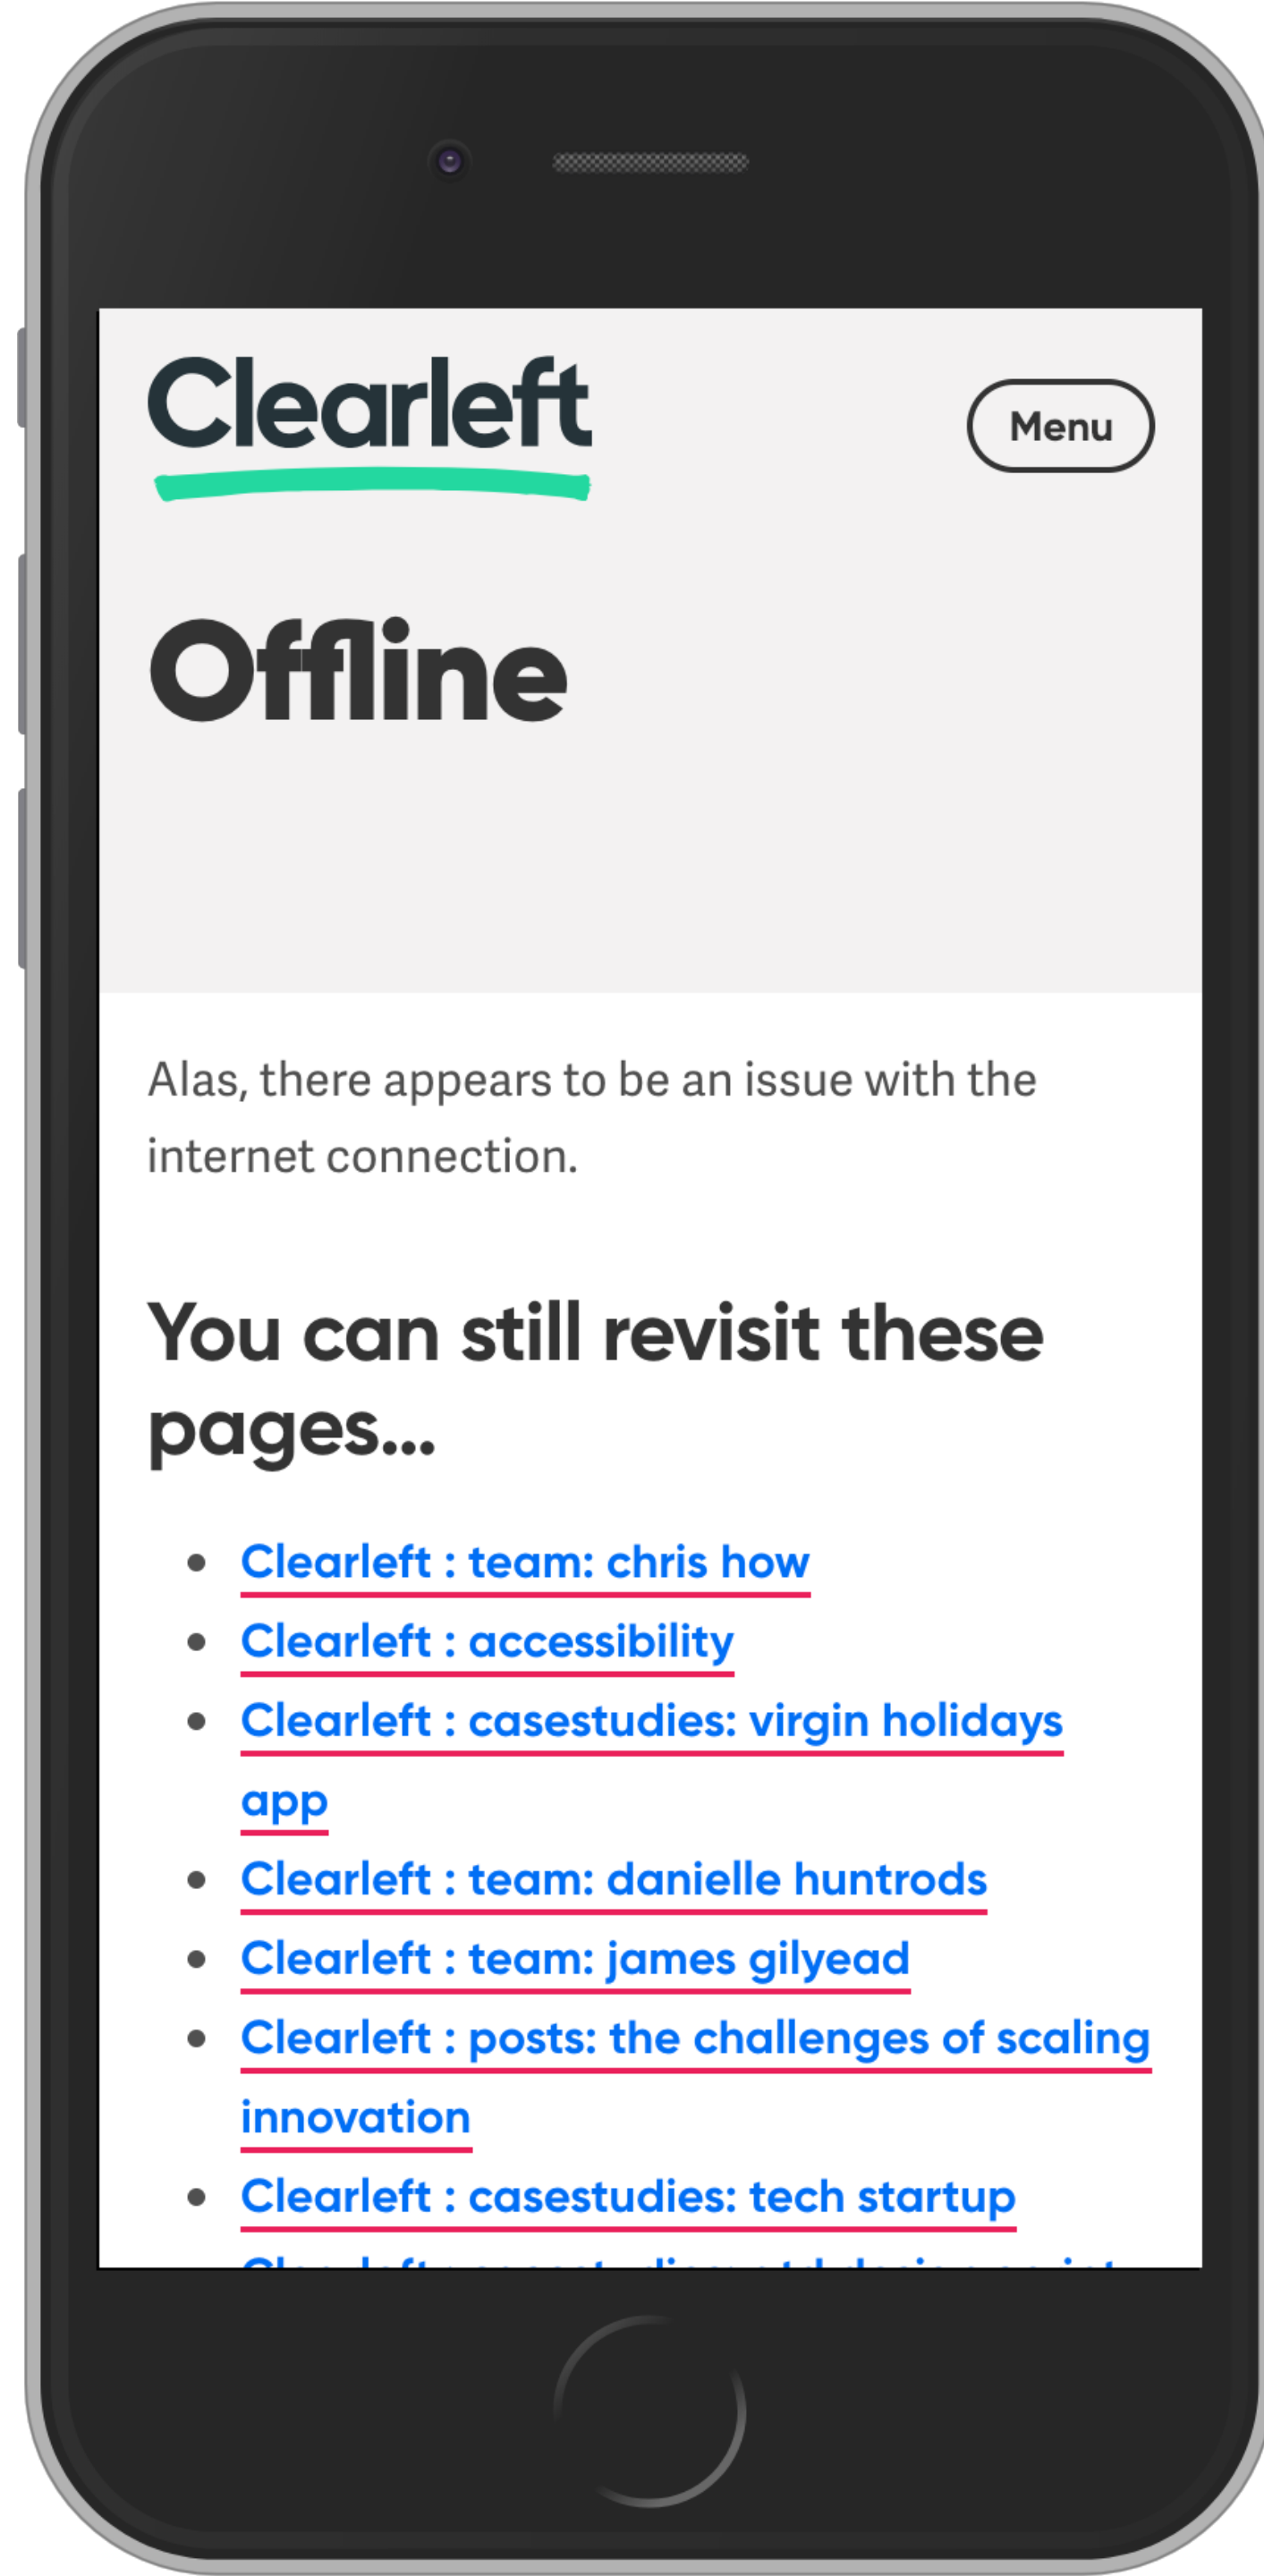 Clearleft
Menu
Offline
Alas, there appears to be an issue with the
internet connection.
You can still revisit these
pages…
Clearleft : team: chris how
Clearleft : accessibility
Clearleft : casestudies: virgin holidays
app
Clearleft : team: danielle huntrods
Clearleft : team: james gilyead
Clearleft : posts: the challenges of scaling
innovation
Clearleft : casestudies: tech startup